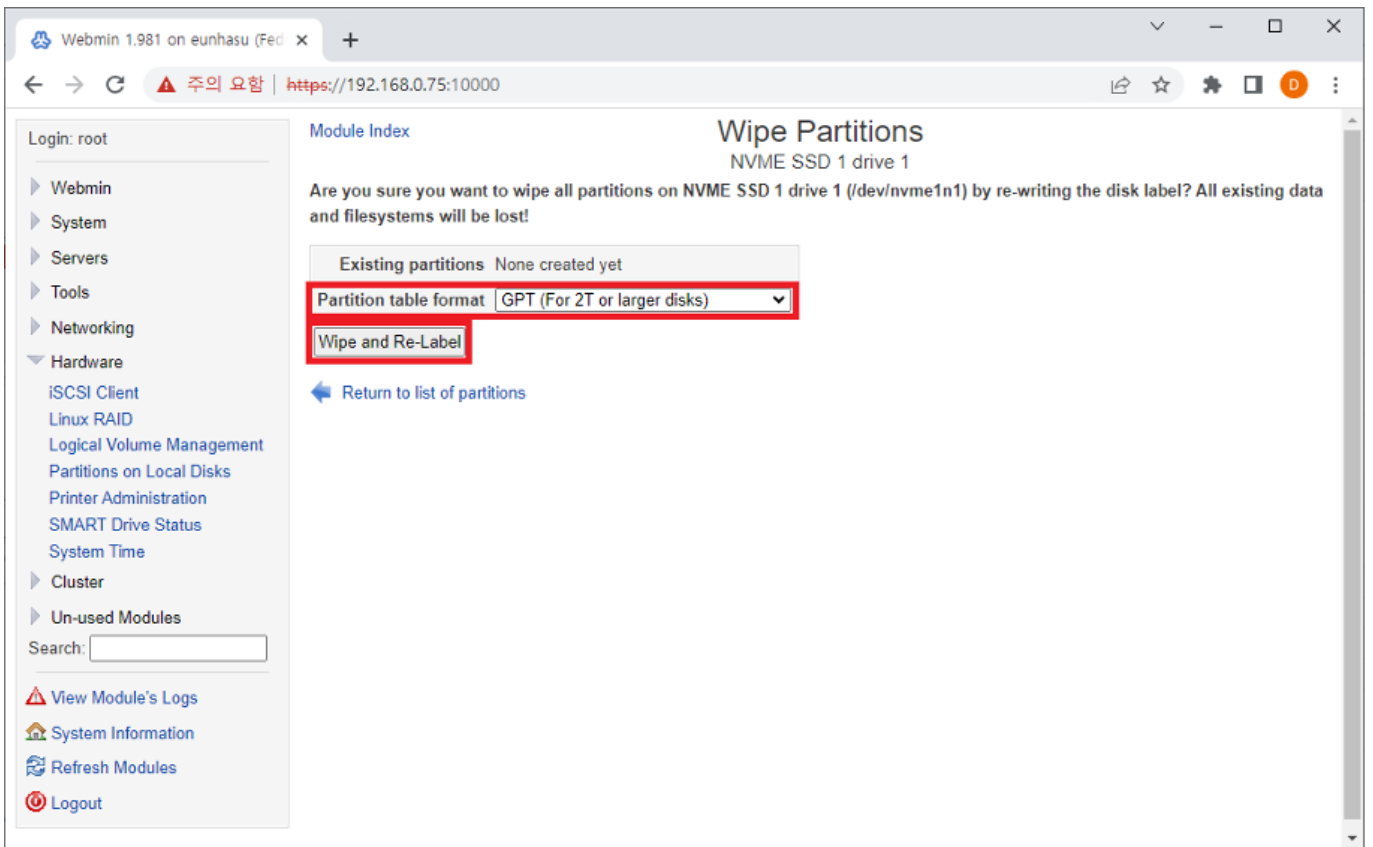 Webmin 1.981 on eunhasu (Fed
주의 요함 | https://192.168.0.75:10000
D
Login: root
Webmin
System
Servers
Tools
Networking
Hardware
iSCSI Client
Linux RAID
Logical Volume Management
Partitions on Local Disks
Printer Administration
SMART Drive Status
System Time
Cluster
Un-used Modules
Search:
View Module's Logs
System Information
Refresh Modules
Logout
Module Index
Wipe Partitions
NVME SSD 1 drive 1
Are you sure you want to wipe all partitions on NVME SSD 1 drive 1 (/dev/nvme1n1) by re-writing the disk label? All existing data
and filesystems will be lost!
Existing partitions None created yet
Partition table format GPT (For 2T or larger disks)
Wipe and Re-Label
Return to list of partitions